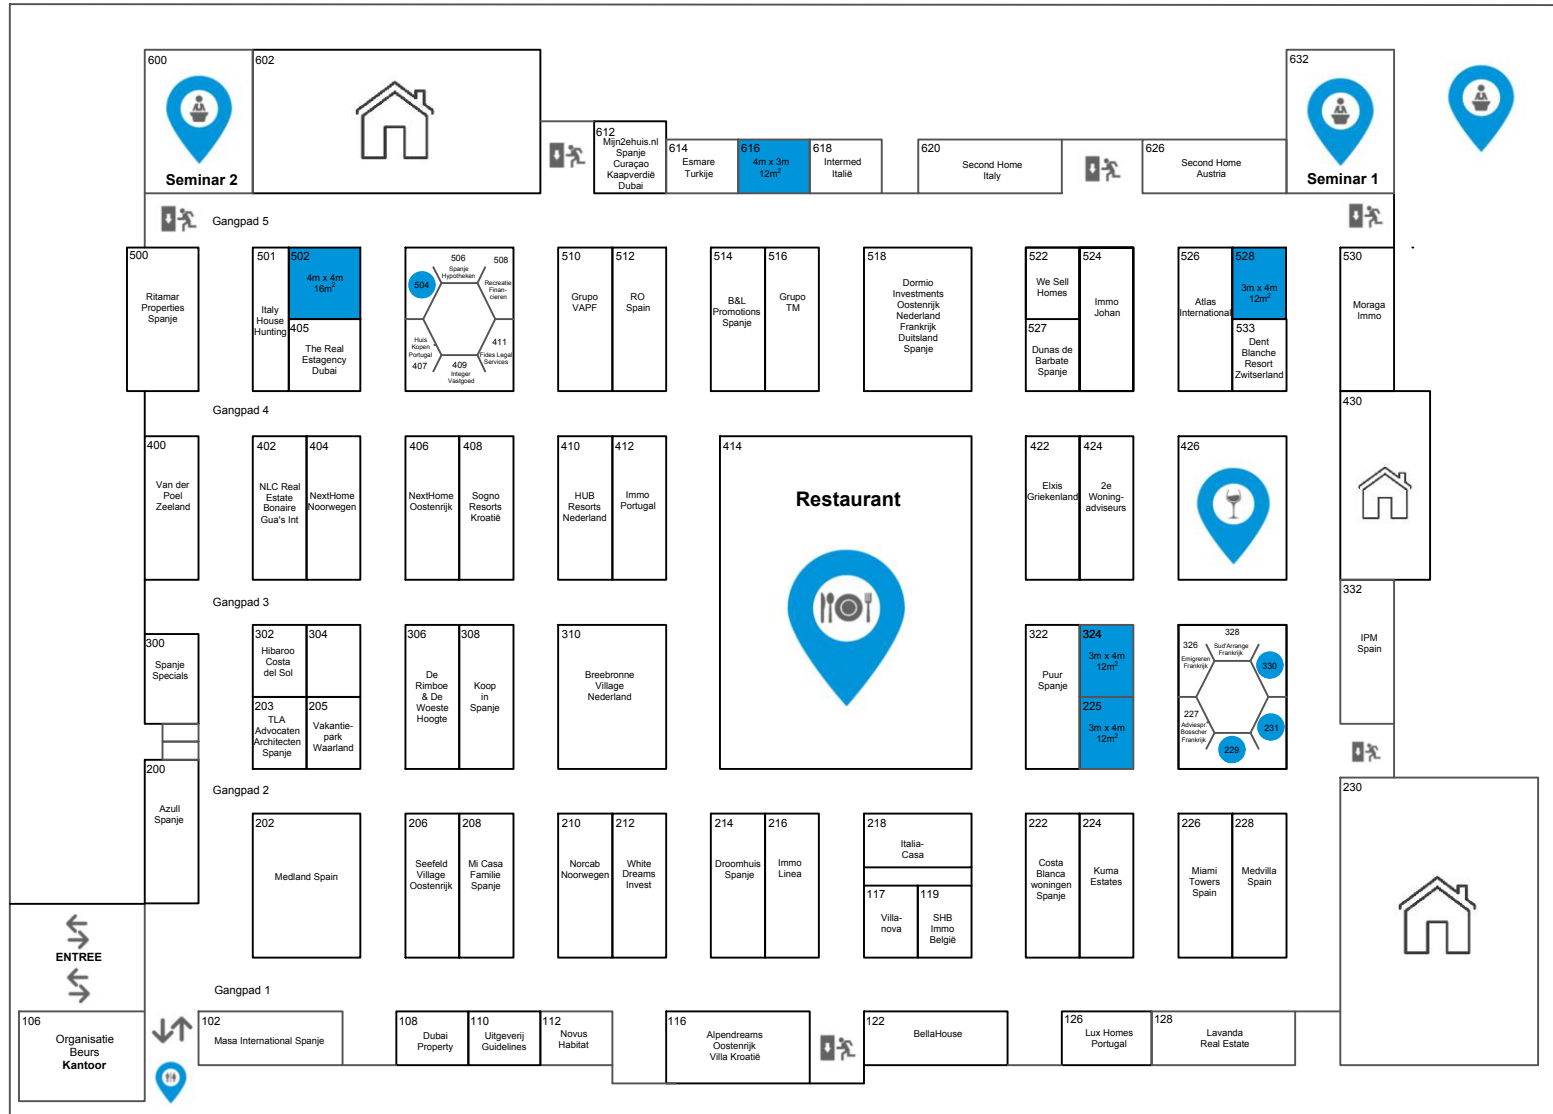 600
Seminar 2
602
612
Mijn2ehuis.nl
Spanje
Curaçao
Kaapverdië
Dubai
614
Esmare
Turkije
616
4m x 3m
12m²
618
Intermed
Italië
620
Second Home
Italy
626
Second Home
Austria
632
Seminar 1
Gangpad 5
500
Ritamar
Properties
Spanje
501
Italy
House
Hunting
502
4m x 4m
16m²
405
The Real
Estagency
Dubai
504
506
Spanje
Hypotheken
508
Recreatie
Finan-
cieren
Huis
Kopen
Portugal
407
409
Integer
Vastgoed
411
Fides Legal
Services
510
Grupo
VAPF
512
RO
Spain
514
B&L
Promotions
Spanje
516
Grupo
TM
518
Dormio
Investments
Oostenrijk
Nederland
Frankrijk
Duitsland
Spanje
522
We Sell
Homes
527
Dunas de
Barbate
Spanje
524
Immo
Johan
526
Atlas
International
528
3m x 4m
12m²
533
Dent
Blanche
Resort
Zwitserland
530
Moraga
Immo
Gangpad 4
400
Van der
Poel
Zeeland
402
NLC Real
Estate
Bonaire
Gua's Int
404
NextHome
Noorwegen
406
NextHome
Oostenrijk
408
Sogno
Resorts
Kroatië
410
HUB
Resorts
Nederland
412
Immo
Portugal
414
Restaurant
422
Elxis
Griekenland
424
2e
Woning-
adviseurs
426
430
Gangpad 3
300
Spanje
Specials
302
Hibaroo
Costa
del Sol
304
203
TLA
Advocaten
Architecten
Spanje
205
Vakantie-
park
Waarland
306
De
Rimboe
& De
Woeste
Hoogte
308
Koop
in
Spanje
310
Breebronne
Village
Nederland
322
Puur
Spanje
324
3m x 4m
12m²
225
3m x 4m
12m²
326
Emigreren
Frankrijk
328
Sud'Arrange
Frankrijk
330
227
Adviespr.
Bosscher
Frankrijk
229
231
332
IPM
Spain
Gangpad 2
200
Azull
Spanje
202
Medland Spain
206
Seefeld
Village
Oostenrijk
208
Mi Casa
Familie
Spanje
210
Norcab
Noorwegen
212
White
Dreams
Invest
214
Droomhuis
Spanje
216
Immo
Linea
218
Italia-
Casa
117
Villa-
nova
119
SHB
Immo
België
222
Costa
Blanca
woningen
Spanje
224
Kuma
Estates
226
Miami
Towers
Spain
228
Medvilla
Spain
230
ENTREE
Gangpad 1
106
Organisatie
Beurs
Kantoor
102
Masa International Spanje
108
Dubai
Property
110
Uitgeverij
Guidelines
112
Novus
Habitat
116
Alpendreams
Oostenrijk
Villa Kroatië
122
BellaHouse
126
Lux Homes
Portugal
128
Lavanda
Real Estate